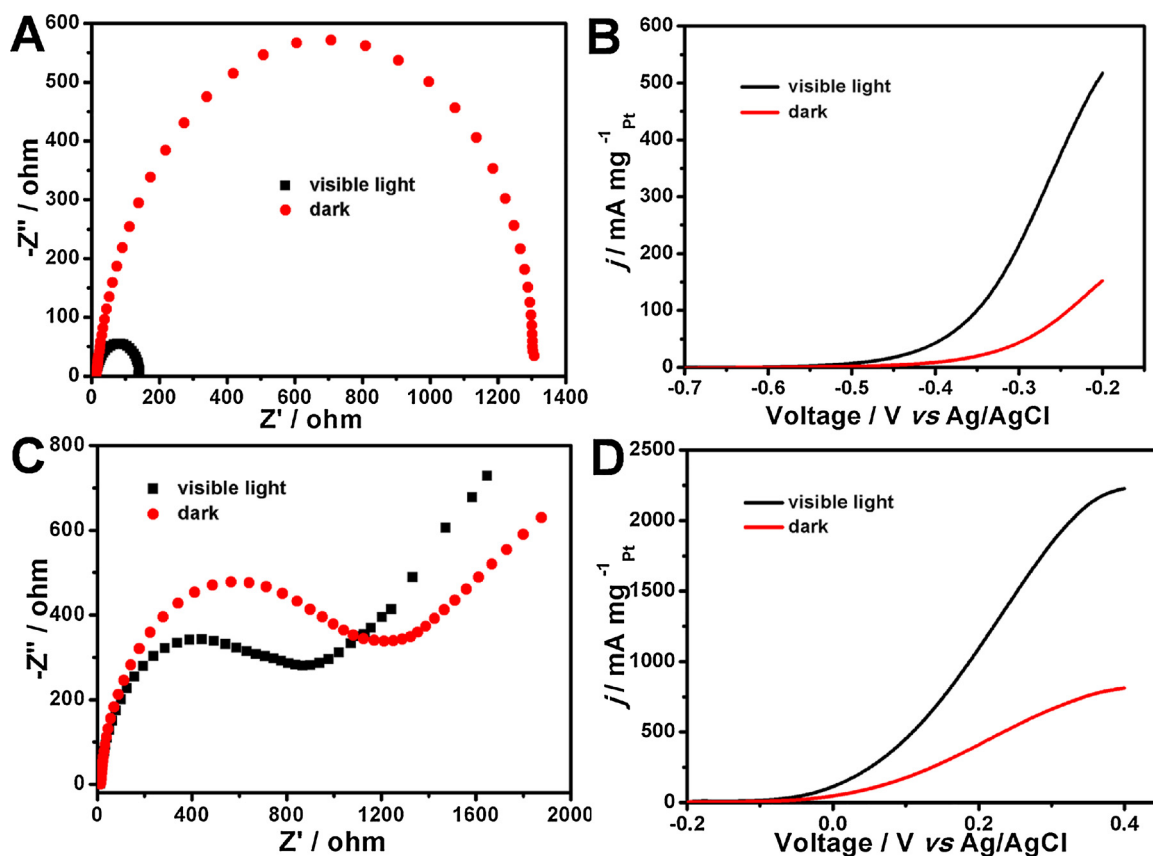 A
600
500
400
300
200
100
0
-Z'' / ohm
visible light
dark
0 200 400 600 800 1000 1200 1400
Z' / ohm
B
600
500
400
300
200
100
0
j / mA mg⁻¹Pt
visible light
dark
-0.7 -0.6 -0.5 -0.4 -0.3 -0.2
Voltage / V vs Ag/AgCl
C
800
600
400
200
0
-Z'' / ohm
visible light
dark
0 400 800 1200 1600 2000
Z' / ohm
D
2500
2000
1500
1000
500
0
j / mA mg⁻¹Pt
visible light
dark
-0.2 0.0 0.2 0.4
Voltage / V vs Ag/AgCl